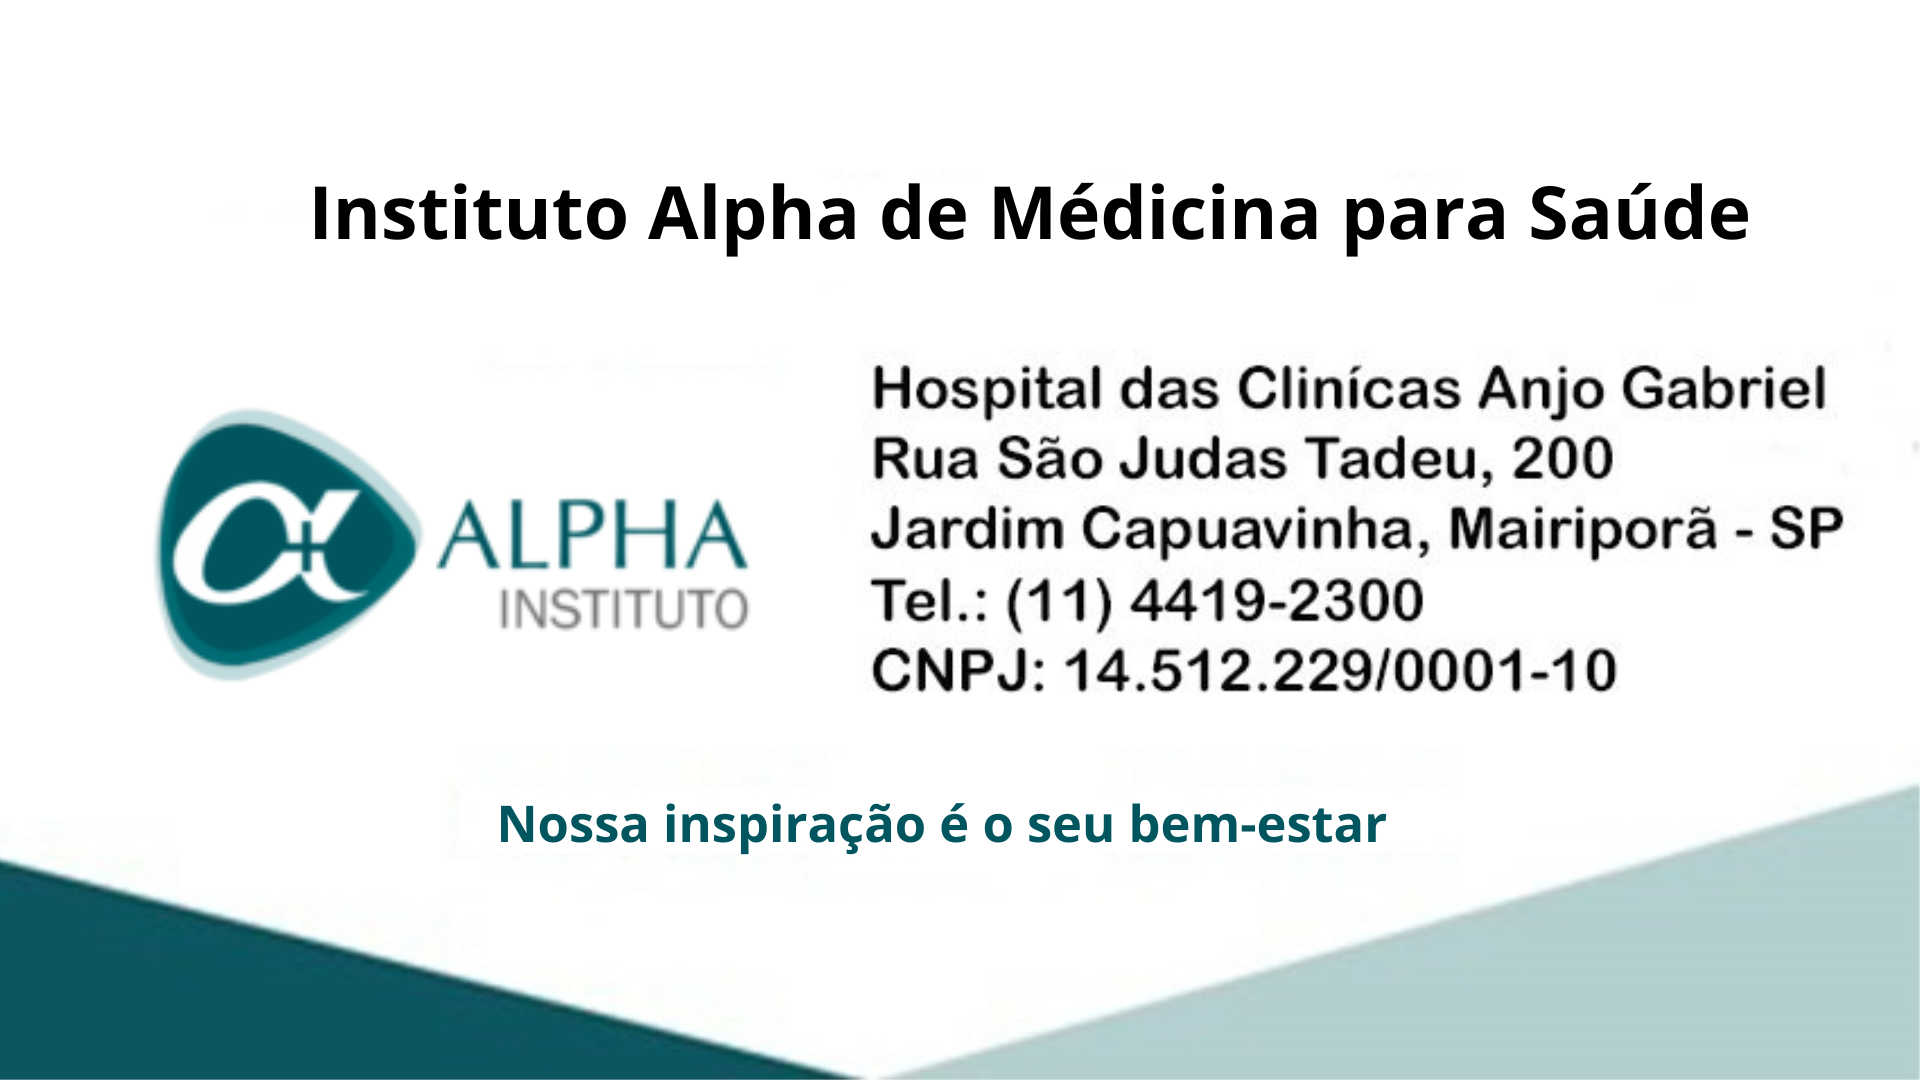 Instituto Alpha de Médicina para Saúde
ALPHA
INSTITUTO
Hospital das Clinícas Anjo Gabriel
Rua São Judas Tadeu, 200
Jardim Capuavinha, Mairiporã - SP
Tel.: (11) 4419-2300
CNPJ: 14.512.229/0001-10
Nossa inspiração é o seu bem-estar